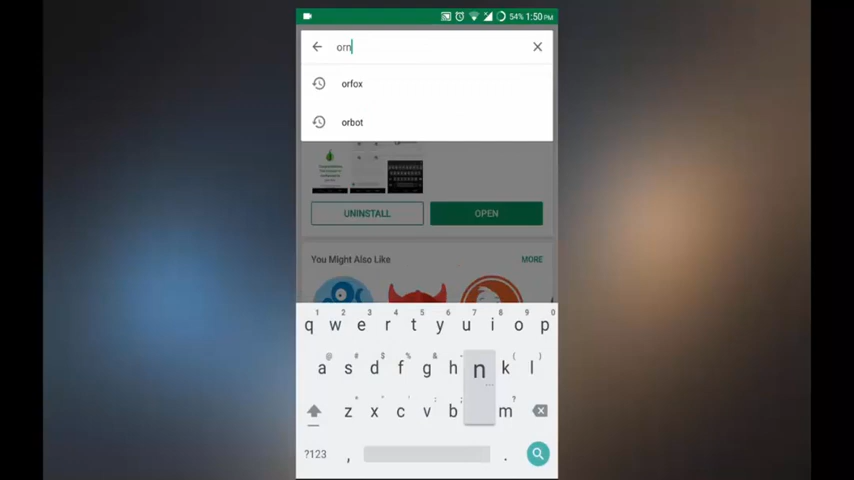 54% 1:50 PM
orn
orfox
orbot
UNINSTALL OPEN
You Might Also Like MORE
1 2 3 4 5 6 7 8 9 0
q w e r t y u i o p
@ # $ % & - ( )
a s d f g h n k l
z x c v b m
?123 , .